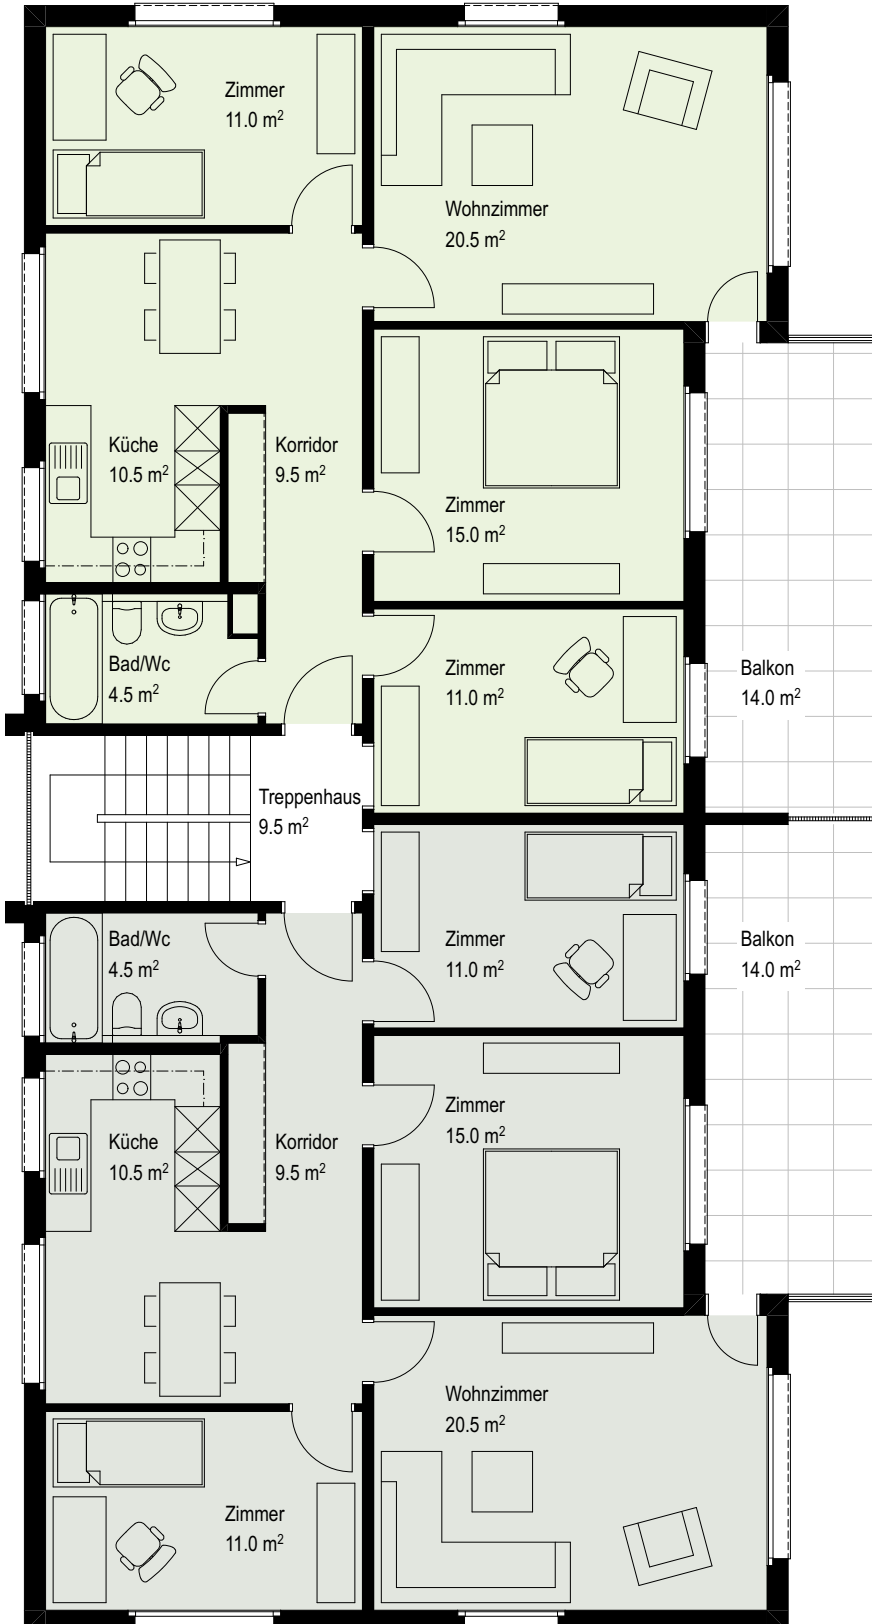 Zimmer
11.0 m²
Wohnzimmer
20.5 m²
Küche
10.5 m²
Korridor
9.5 m²
Zimmer
15.0 m²
Bad/Wc
4.5 m²
Zimmer
11.0 m²
Balkon
14.0 m²
Treppenhaus
9.5 m²
Bad/Wc
4.5 m²
Zimmer
11.0 m²
Balkon
14.0 m²
Zimmer
15.0 m²
Küche
10.5 m²
Korridor
9.5 m²
Wohnzimmer
20.5 m²
Zimmer
11.0 m²